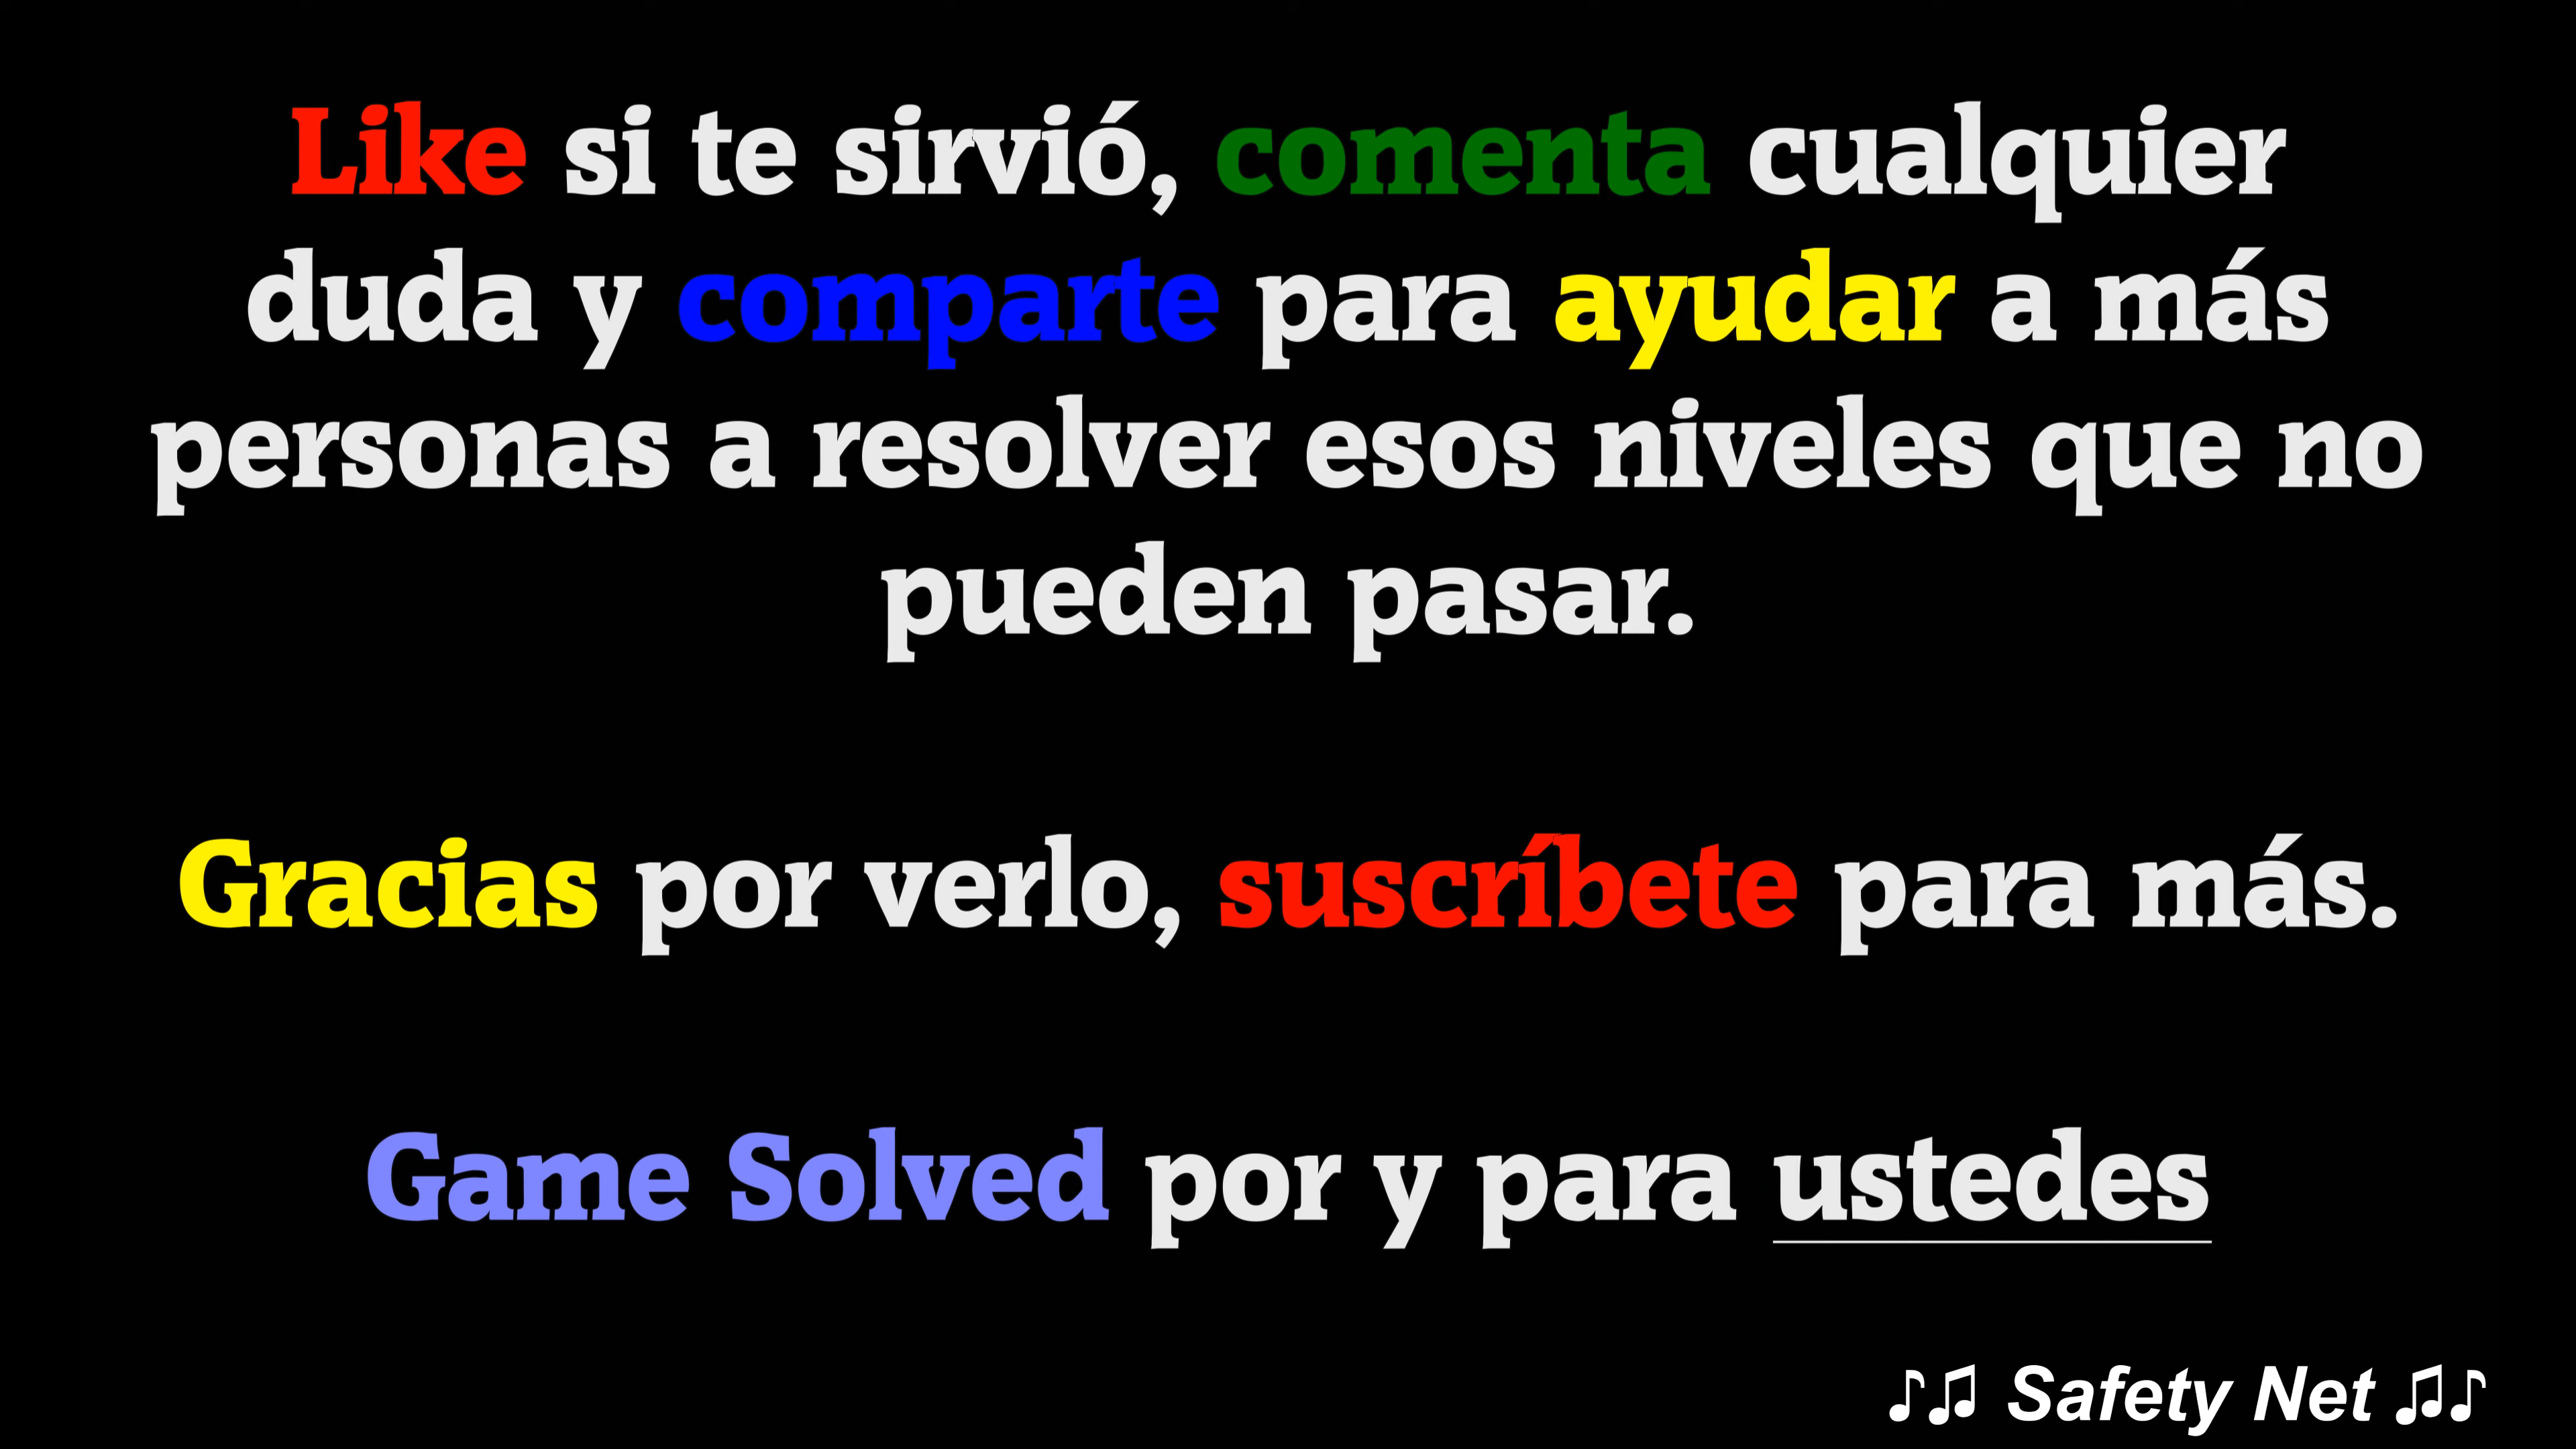 Like si te sirvió, comenta cualquier
duda y comparte para ayudar a más
personas a resolver esos niveles que no
pueden pasar.
Gracias por verlo, suscríbete para más.
Game Solved por y para ustedes
♪♫ Safety Net ♫♪